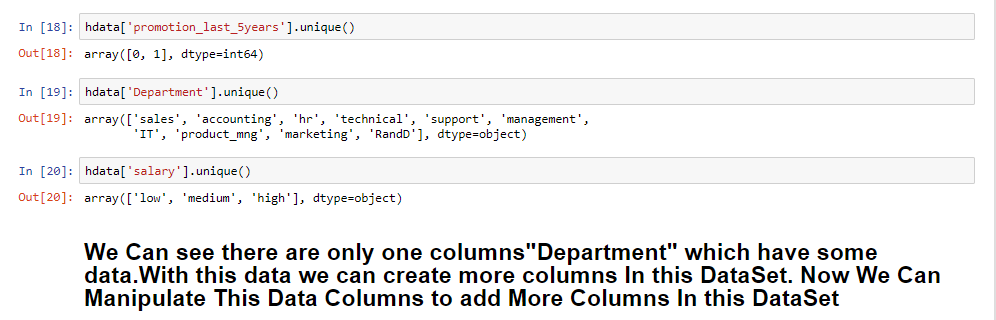 In [18]: hdata['promotion_last_5years'].unique()
Out[18]: array([0, 1], dtype=int64)
In [19]: hdata['Department'].unique()
Out[19]: array(['sales', 'accounting', 'hr', 'technical', 'support', 'management',
'IT', 'product_mng', 'marketing', 'RandD'], dtype=object)
In [20]: hdata['salary'].unique()
Out[20]: array(['low', 'medium', 'high'], dtype=object)
We Can see there are only one columns"Department" which have some
data.With this data we can create more columns In this DataSet. Now We Can
Manipulate This Data Columns to add More Columns In this DataSet